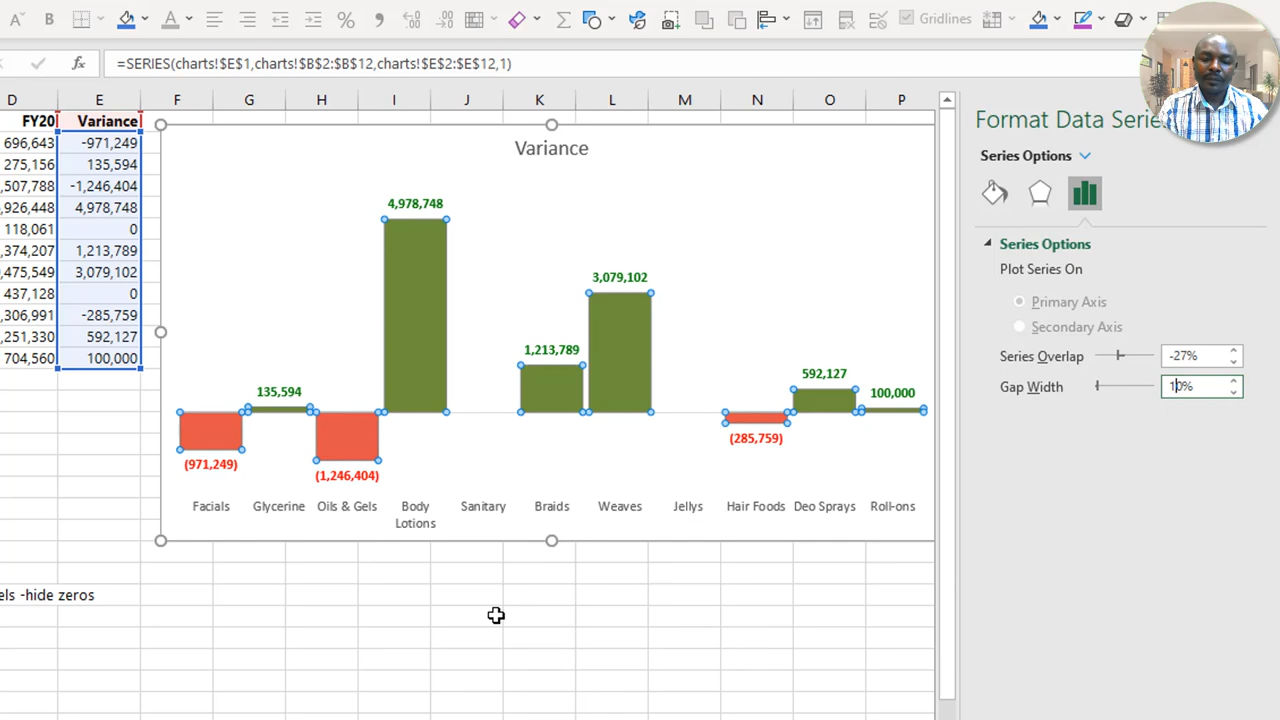 Gridlines
=SERIES(charts!$E$1,charts!$B$2:$B$12,charts!$E$2:$E$12,1)
D E F G H I J K L M N O P
FY20 Variance
696,643 -971,249
275,156 135,594
,507,788 -1,246,404
,926,448 4,978,748
118,061 0
,374,207 1,213,789
,475,549 3,079,102
437,128 0
,306,991 -285,759
,251,330 592,127
704,560 100,000
els -hide zeros
Variance
4,978,748
3,079,102
1,213,789
592,127
135,594
100,000
(971,249)
(1,246,404)
(285,759)
Facials Glycerine Oils & Gels Body Lotions Sanitary Braids Weaves Jellys Hair Foods Deo Sprays Roll-ons
Format Data Serie
Series Options
Series Options
Plot Series On
Primary Axis
Secondary Axis
Series Overlap -27%
Gap Width 10%